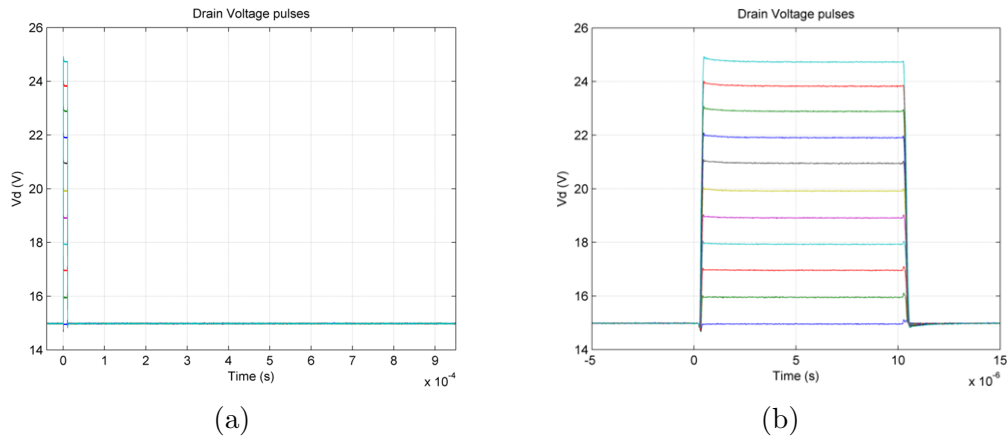 Drain Voltage pulses
26
24
22
20
18
16
14
Vd (V)
0 1 2 3 4 5 6 7 8 9
Time (s)
x 10-4
(a)
Drain Voltage pulses
26
24
22
20
18
16
14
Vd (V)
-5 0 5 10 15
Time (s)
x 10-6
(b)